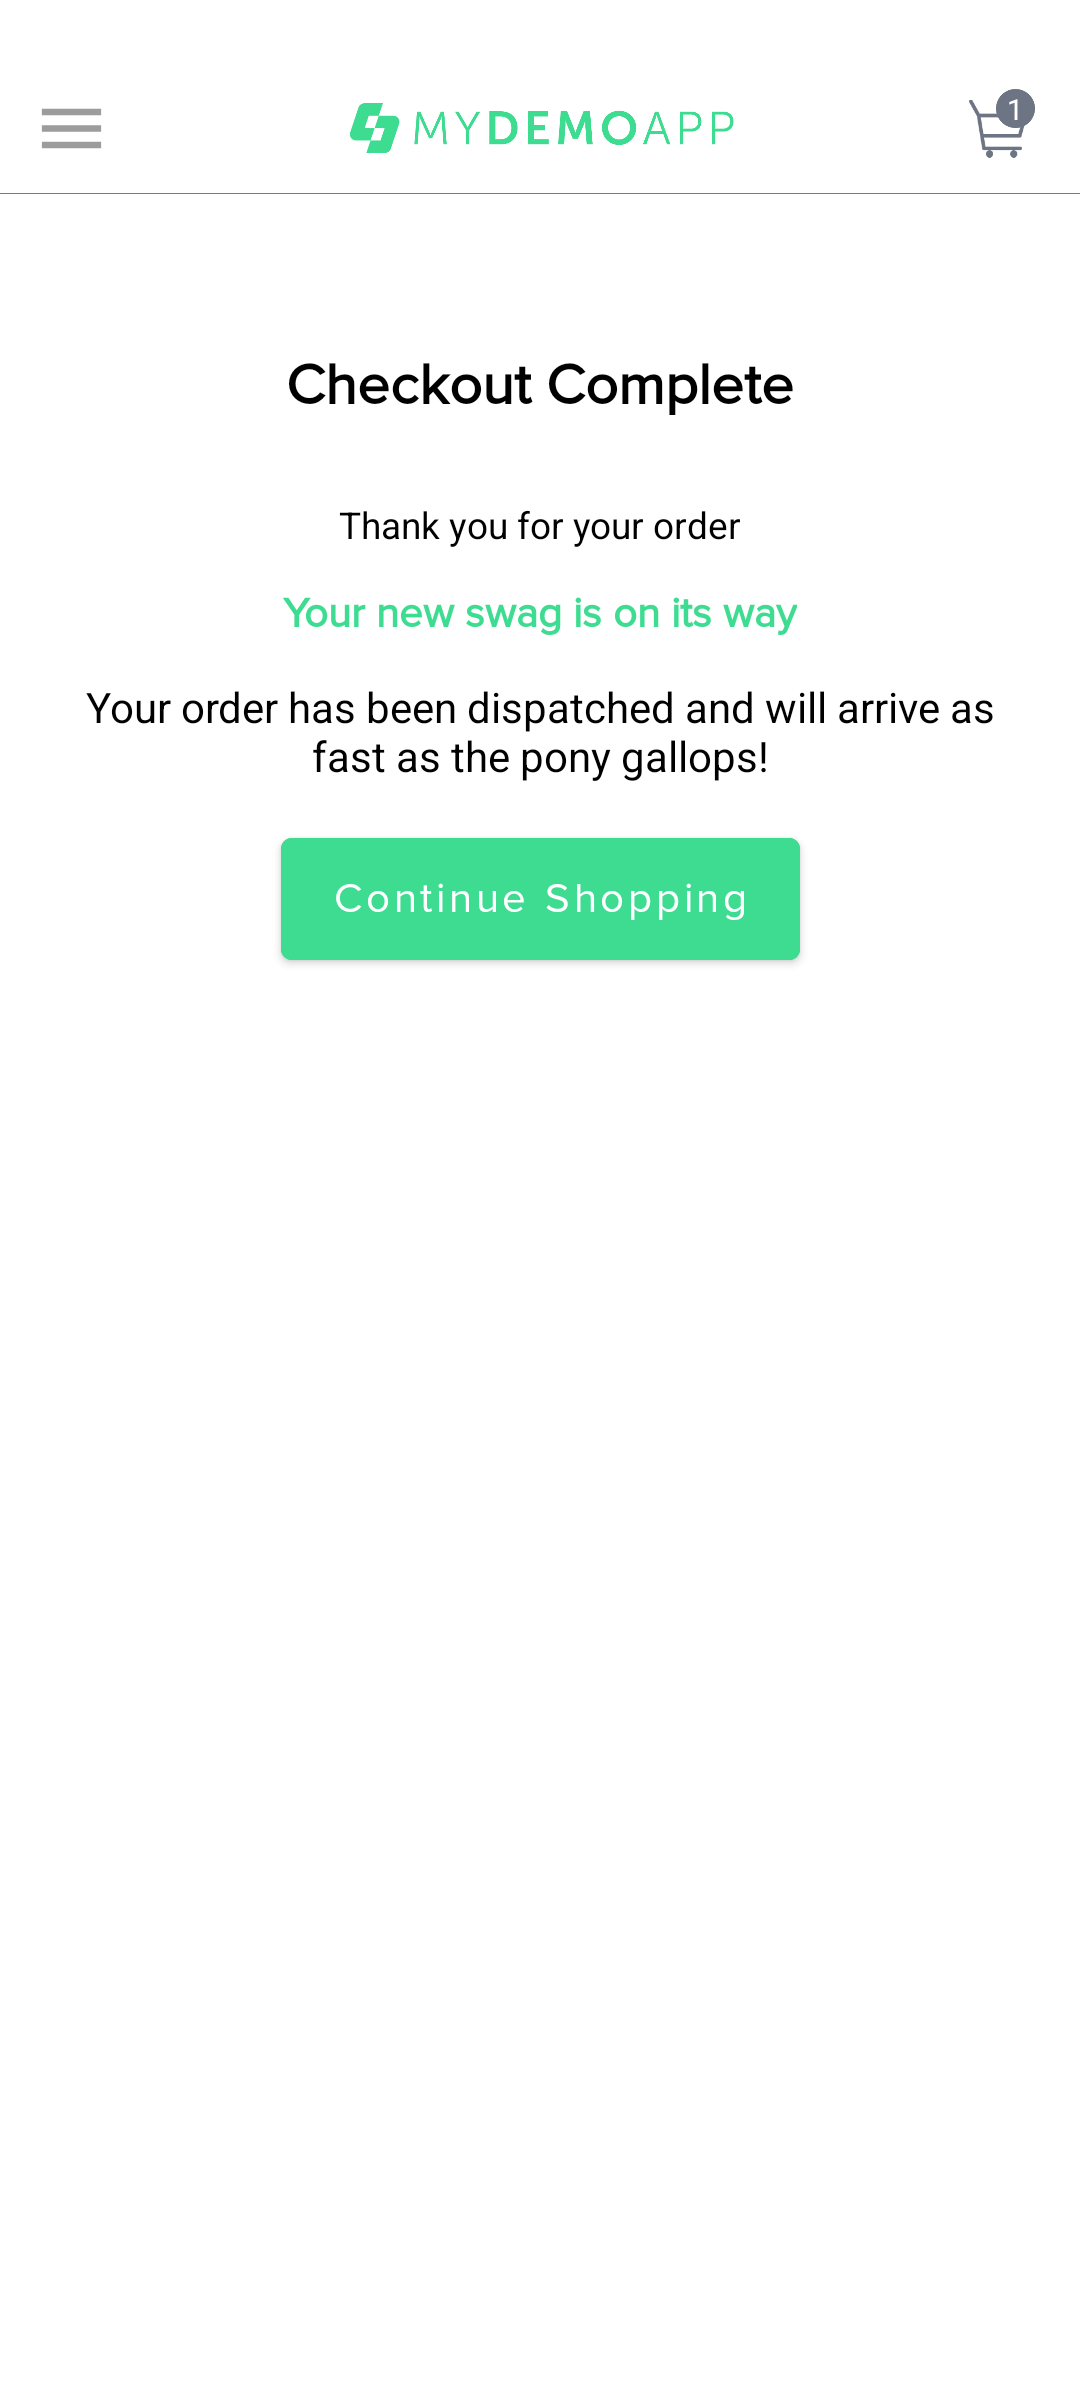 MYDEMOAPP
1
Checkout Complete
Thank you for your order
Your new swag is on its way
Your order has been dispatched and will arrive as
fast as the pony gallops!
Continue Shopping